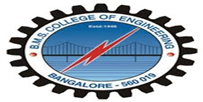 B.M.S. COLLEGE OF ENGINEERING
Estd. 1946
BANGALORE - 560 019